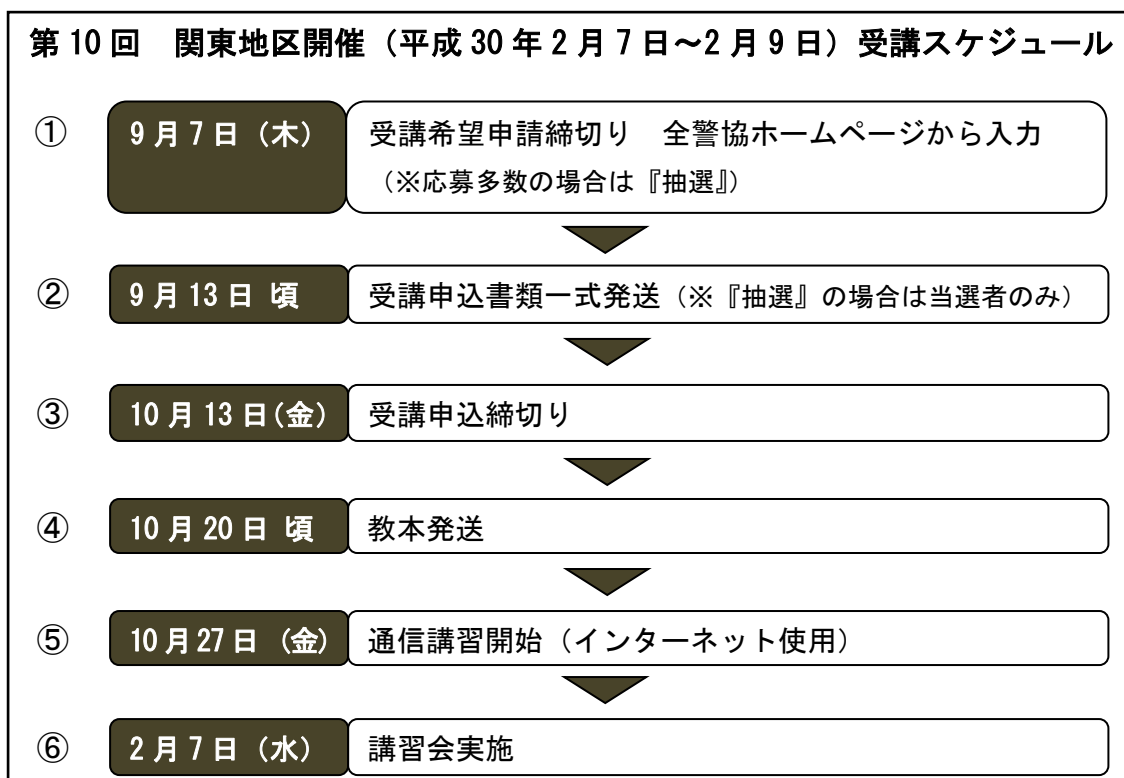 第10回 関東地区開催（平成30年2月7日～2月9日）受講スケジュール
① 9月7日（木） 受講希望申請締切り 全警協ホームページから入力
（※応募多数の場合は『抽選』）
② 9月13日 頃 受講申込書類一式発送（※『抽選』の場合は当選者のみ）
③ 10月13日（金） 受講申込締切り
④ 10月20日 頃 教本発送
⑤ 10月27日（金） 通信講習開始（インターネット使用）
⑥ 2月7日（水） 講習会実施